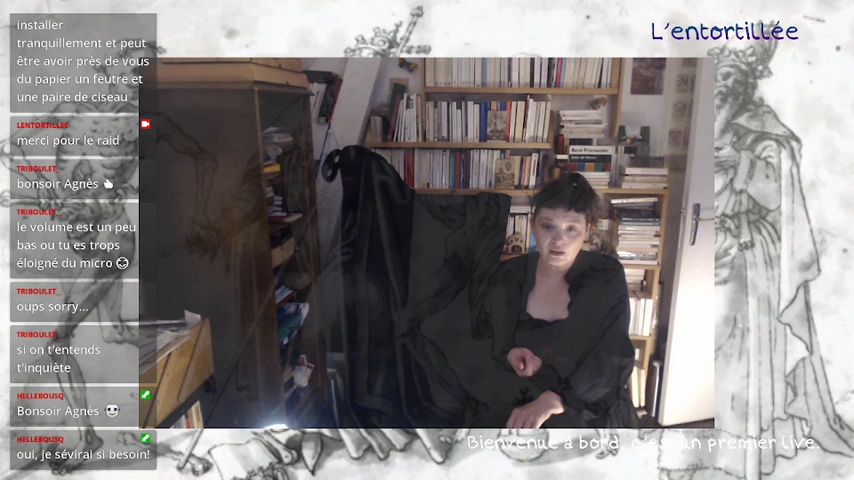 installer
tranquillement et peut
être avoir près de vous
du papier un feutre et
une paire de ciseau
LENTORTILLEE
merci pour le raid
TRIBOULET_
bonsoir Agnès
TRIBOULET_
le volume est un peu
bas ou tu es trops
éloigné du micro
TRIBOULET_
oups sorry...
TRIBOULET_
si on t'entends
t'inquiète
HELLEBOUSQ
Bonsoir Agnès
HELLEBOUSQ
oui, je sévirai si besoin!
L'entortillée
Bienvenue à bord, c'est un premier live.